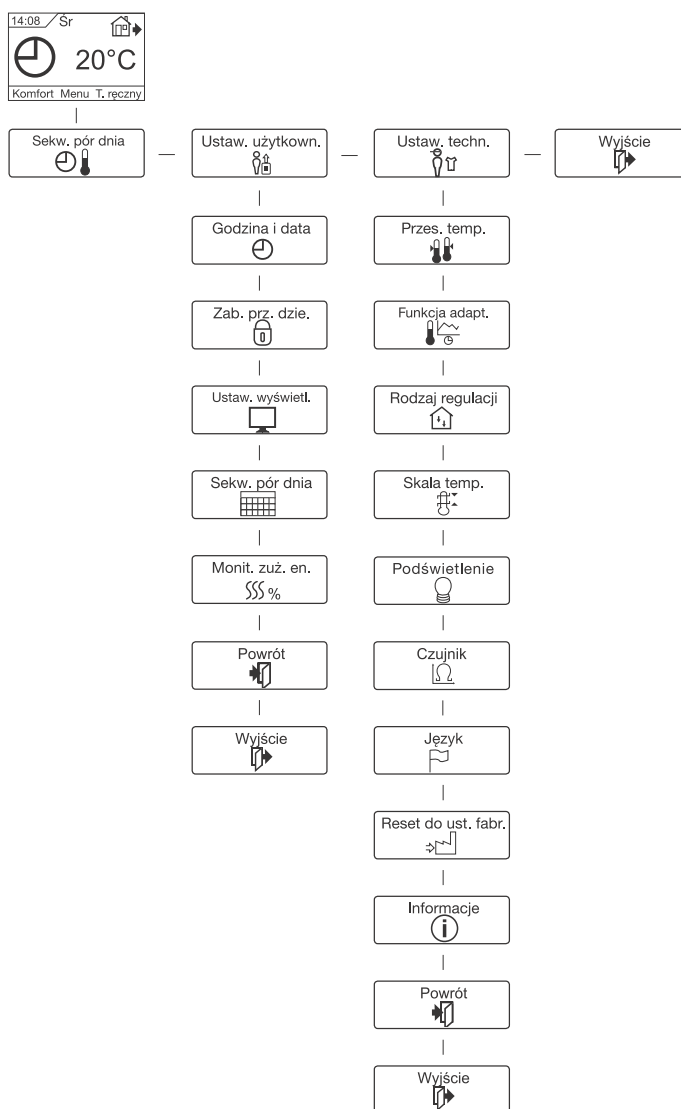 14:08 Śr
20°C
Komfort Menu T. ręczny
Sekw. pór dnia
Ustaw. użytkown.
Ustaw. techn.
Wyjście
Godzina i data
Zab. prz. dzie.
Ustaw. wyświetl.
Sekw. pór dnia
Monit. zuż. en.
%
Powrót
Wyjście
Przes. temp.
Funkcja adapt.
Rodzaj regulacji
Skala temp.
Podświetlenie
Czujnik
Ω
Język
Reset do ust. fabr.
Informacje
i
Powrót
Wyjście